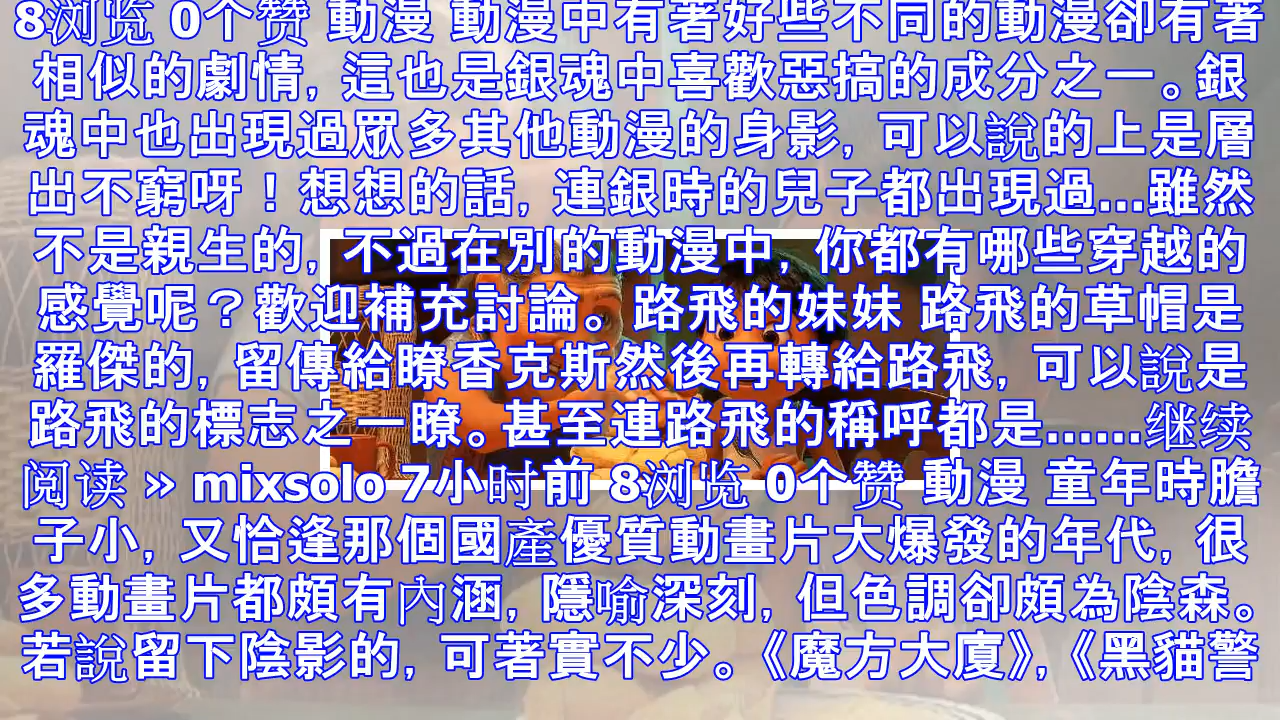 8浏览 0个赞 動漫 動漫中有著好些不同的動漫卻有著
相似的劇情, 這也是銀魂中喜歡惡搞的成分之一。銀
魂中也出現過眾多其他動漫的身影, 可以說的上是層
出不窮呀！想想的話, 連銀時的兒子都出現過...雖然
不是親生的, 不過在別的動漫中, 你都有哪些穿越的
感覺呢？歡迎補充討論。 路飛的妹妹 路飛的草帽是
羅傑的, 留傳給瞭香克斯然後再轉給路飛, 可以說是
路飛的標志之一瞭。甚至連路飛的稱呼都是......继续
阅读 » mixsolo 7小时前 8浏览 0个赞 動漫 童年時膽
子小, 又恰逢那個國產優質動畫片大爆發的年代, 很
多動畫片都頗有內涵, 隱喻深刻, 但色調卻頗為陰森。
若說留下陰影的, 可著實不少。《魔方大廈》,《黑貓警